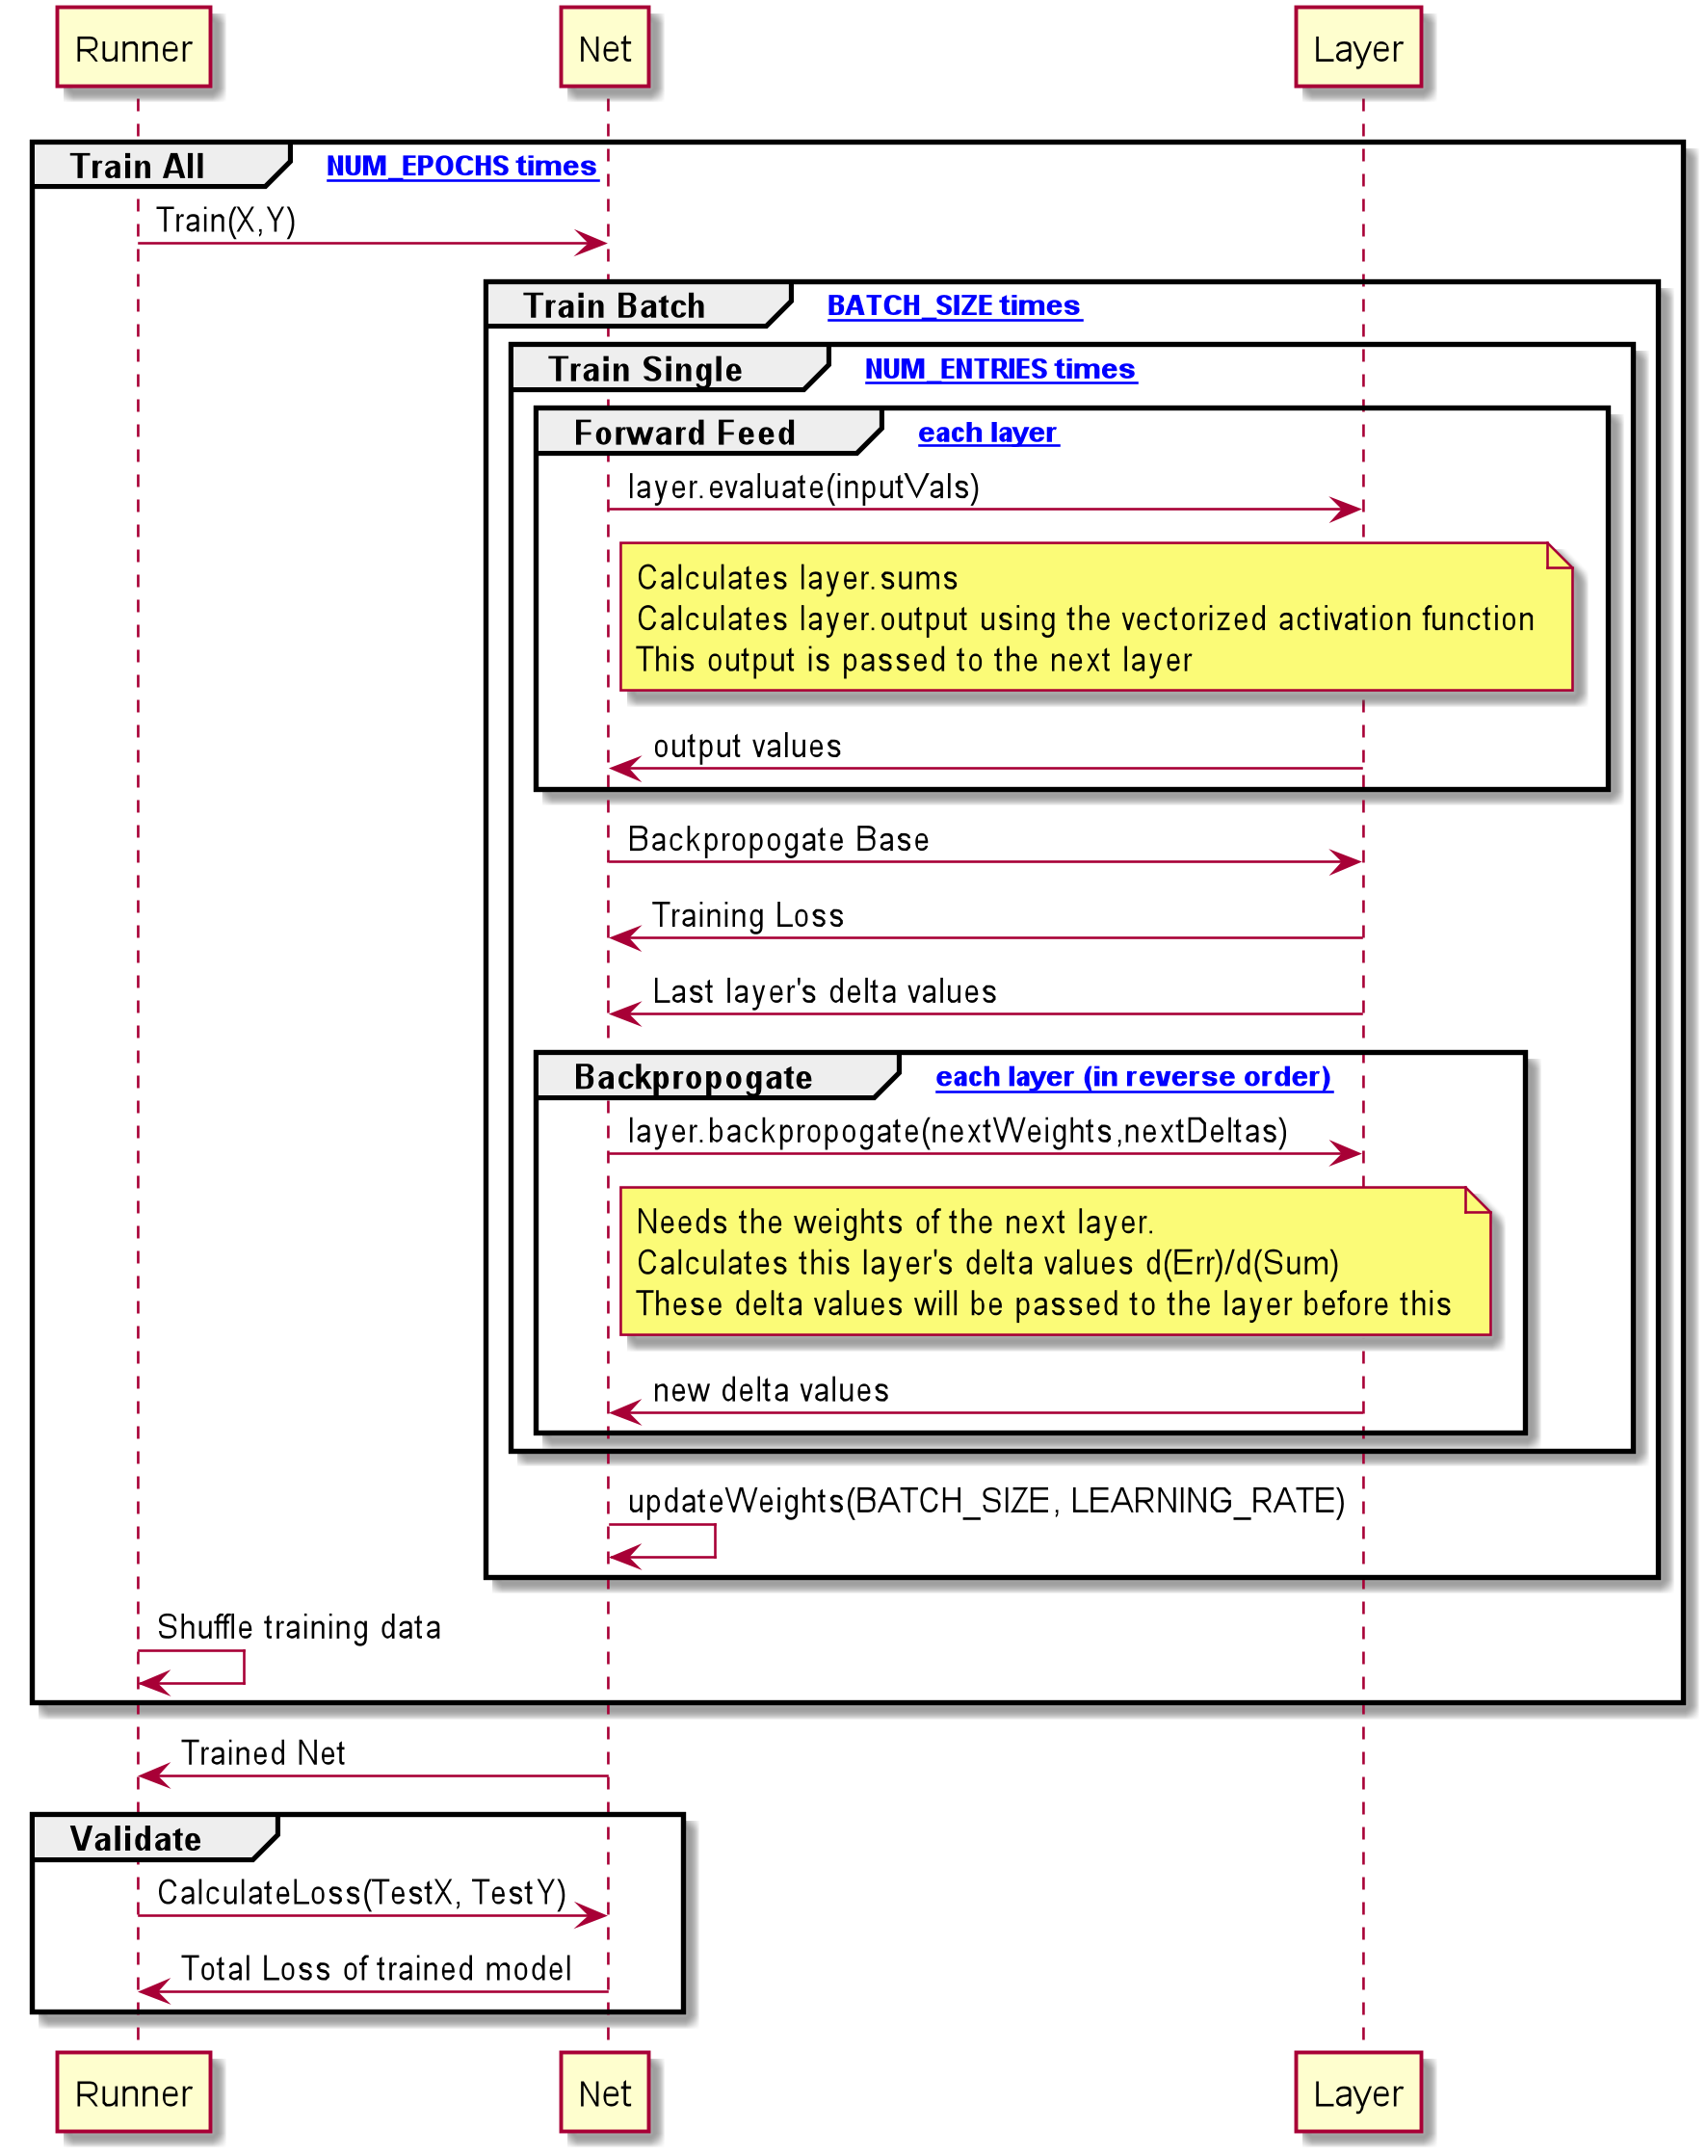 Runner Net Layer
Train All NUM_EPOCHS times
Train(X,Y)
Train Batch BATCH_SIZE times
Train Single NUM_ENTRIES times
Forward Feed each layer
layer.evaluate(inputVals)
Calculates layer.sums
Calculates layer.output using the vectorized activation function
This output is passed to the next layer
output values
Backpropogate Base
Training Loss
Last layer's delta values
Backpropogate each layer (in reverse order)
layer.backpropogate(nextWeights,nextDeltas)
Needs the weights of the next layer.
Calculates this layer's delta values d(Err)/d(Sum)
These delta values will be passed to the layer before this
new delta values
updateWeights(BATCH_SIZE, LEARNING_RATE)
Shuffle training data
Trained Net
Validate
CalculateLoss(TestX, TestY)
Total Loss of trained model
Runner Net Layer